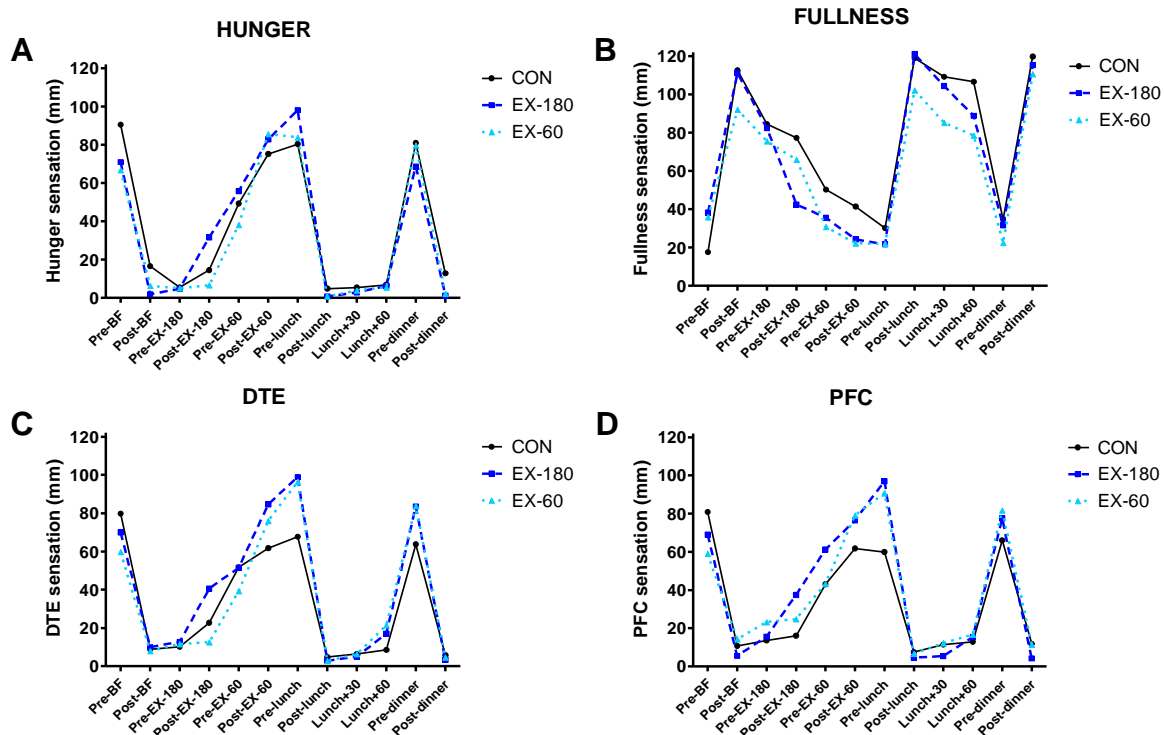 A
HUNGER
Hunger sensation (mm)
120
100
80
60
40
20
0
Pre-BF
Post-BF
Pre-EX-180
Post-EX-180
Pre-EX-60
Post-EX-60
Pre-lunch
Post-lunch
Lunch+30
Lunch+60
Pre-dinner
Post-dinner
CON
EX-180
EX-60
B
FULLNESS
Fullness sensation (mm)
120
100
80
60
40
20
0
Pre-BF
Post-BF
Pre-EX-180
Post-EX-180
Pre-EX-60
Post-EX-60
Pre-lunch
Post-lunch
Lunch+30
Lunch+60
Pre-dinner
Post-dinner
CON
EX-180
EX-60
C
DTE
DTE sensation (mm)
120
100
80
60
40
20
0
Pre-BF
Post-BF
Pre-EX-180
Post-EX-180
Pre-EX-60
Post-EX-60
Pre-lunch
Post-lunch
Lunch+30
Lunch+60
Pre-dinner
Post-dinner
CON
EX-180
EX-60
D
PFC
PFC sensation (mm)
120
100
80
60
40
20
0
Pre-BF
Post-BF
Pre-EX-180
Post-EX-180
Pre-EX-60
Post-EX-60
Pre-lunch
Post-lunch
Lunch+30
Lunch+60
Pre-dinner
Post-dinner
CON
EX-180
EX-60